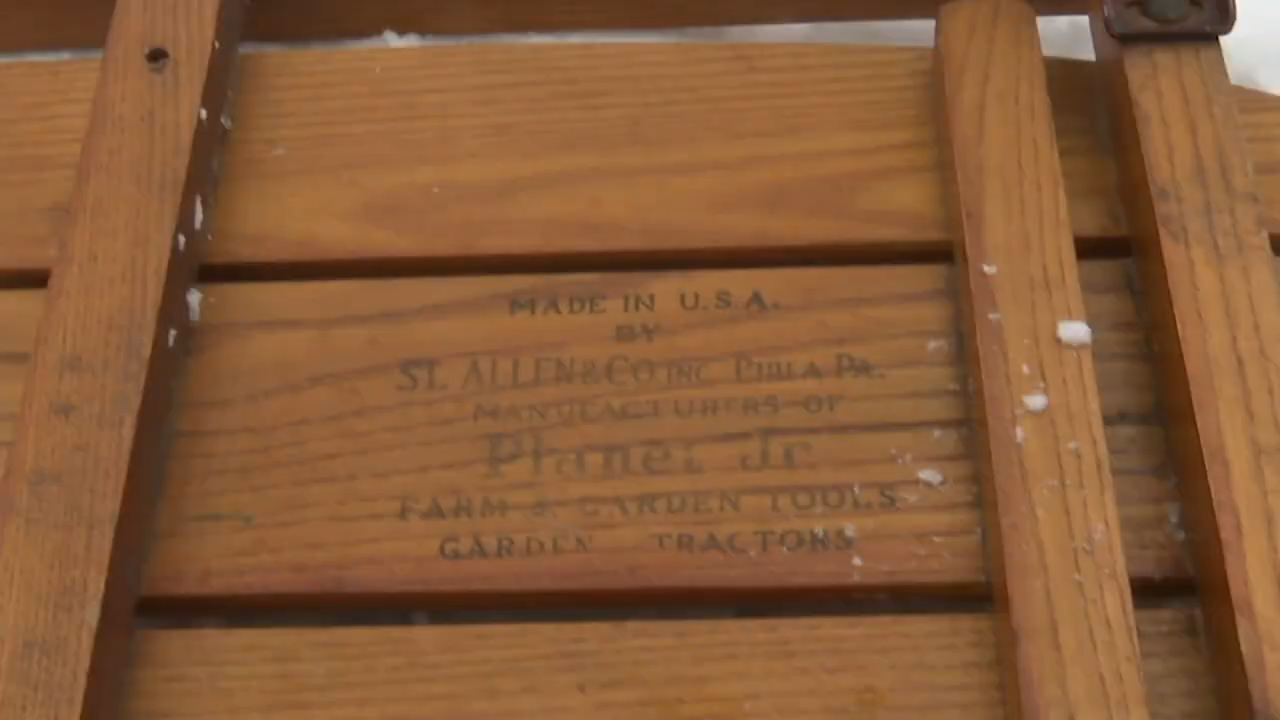 MADE IN U.S.A.
BY
S.L. ALLEN & CO INC PHILA PA.
MANUFACTURERS OF
Planet Jr
FARM & GARDEN TOOLS
GARDEN TRACTORS